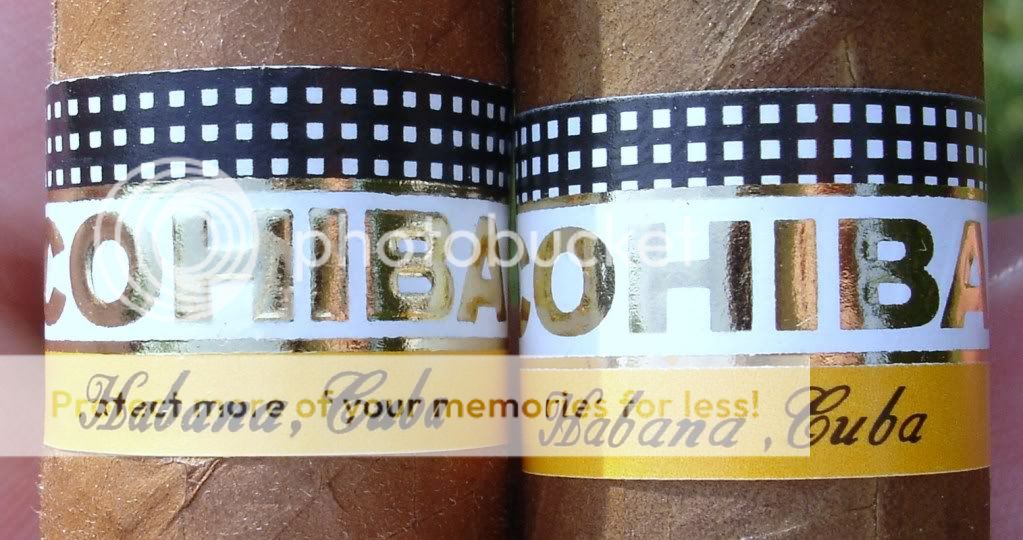 COHIBA COHIBA
photobucket
Protect more of your memories for less!
Habana, Cuba Habana, Cuba